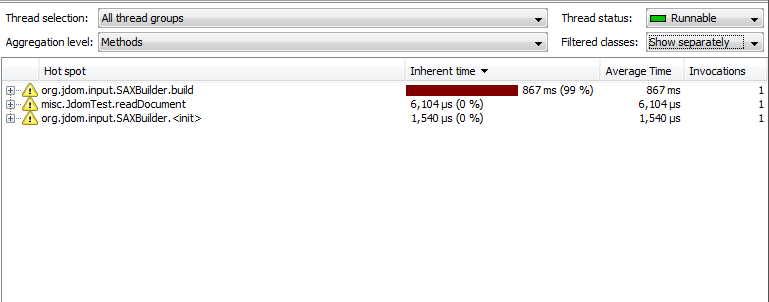 Thread selection: All thread groups Thread status: Runnable
Aggregation level: Methods Filtered classes: Show separately
Hot spot Inherent time Average Time Invocations
org.jdom.input.SAXBuilder.build 867 ms (99 %) 867 ms 1
misc.JdomTest.readDocument 6,104 µs (0 %) 6,104 µs 1
org.jdom.input.SAXBuilder.<init> 1,540 µs (0 %) 1,540 µs 1